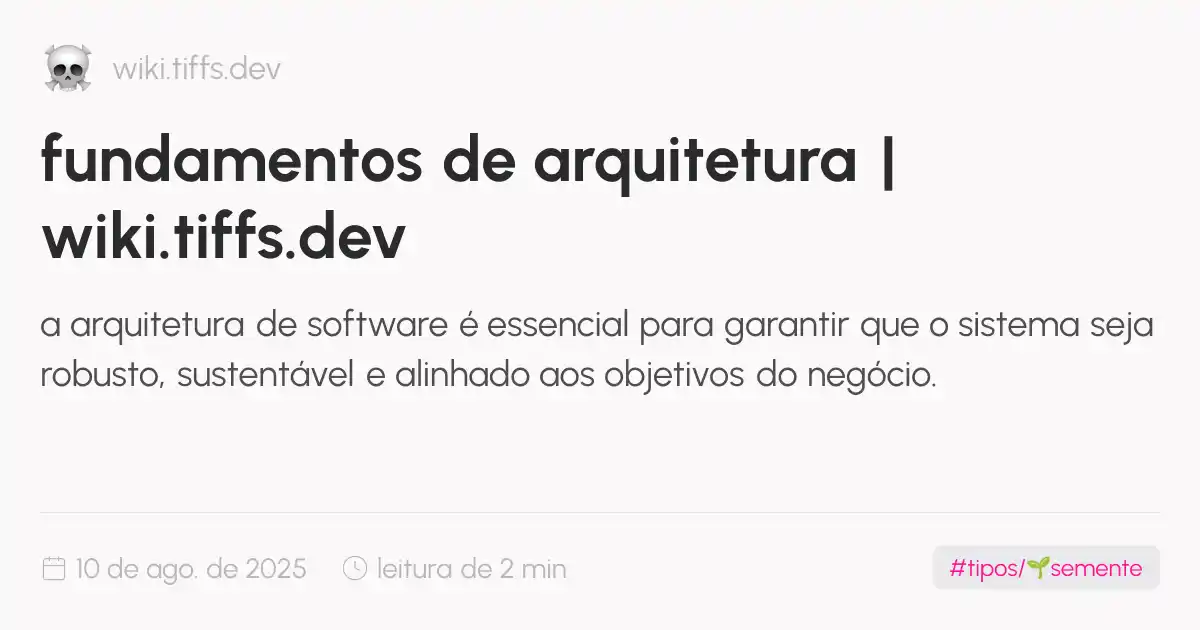 wiki.tiffs.dev
fundamentos de arquitetura |
wiki.tiffs.dev
a arquitetura de software é essencial para garantir que o sistema seja
robusto, sustentável e alinhado aos objetivos do negócio.
10 de ago. de 2025 leitura de 2 min #tipos/🌱semente